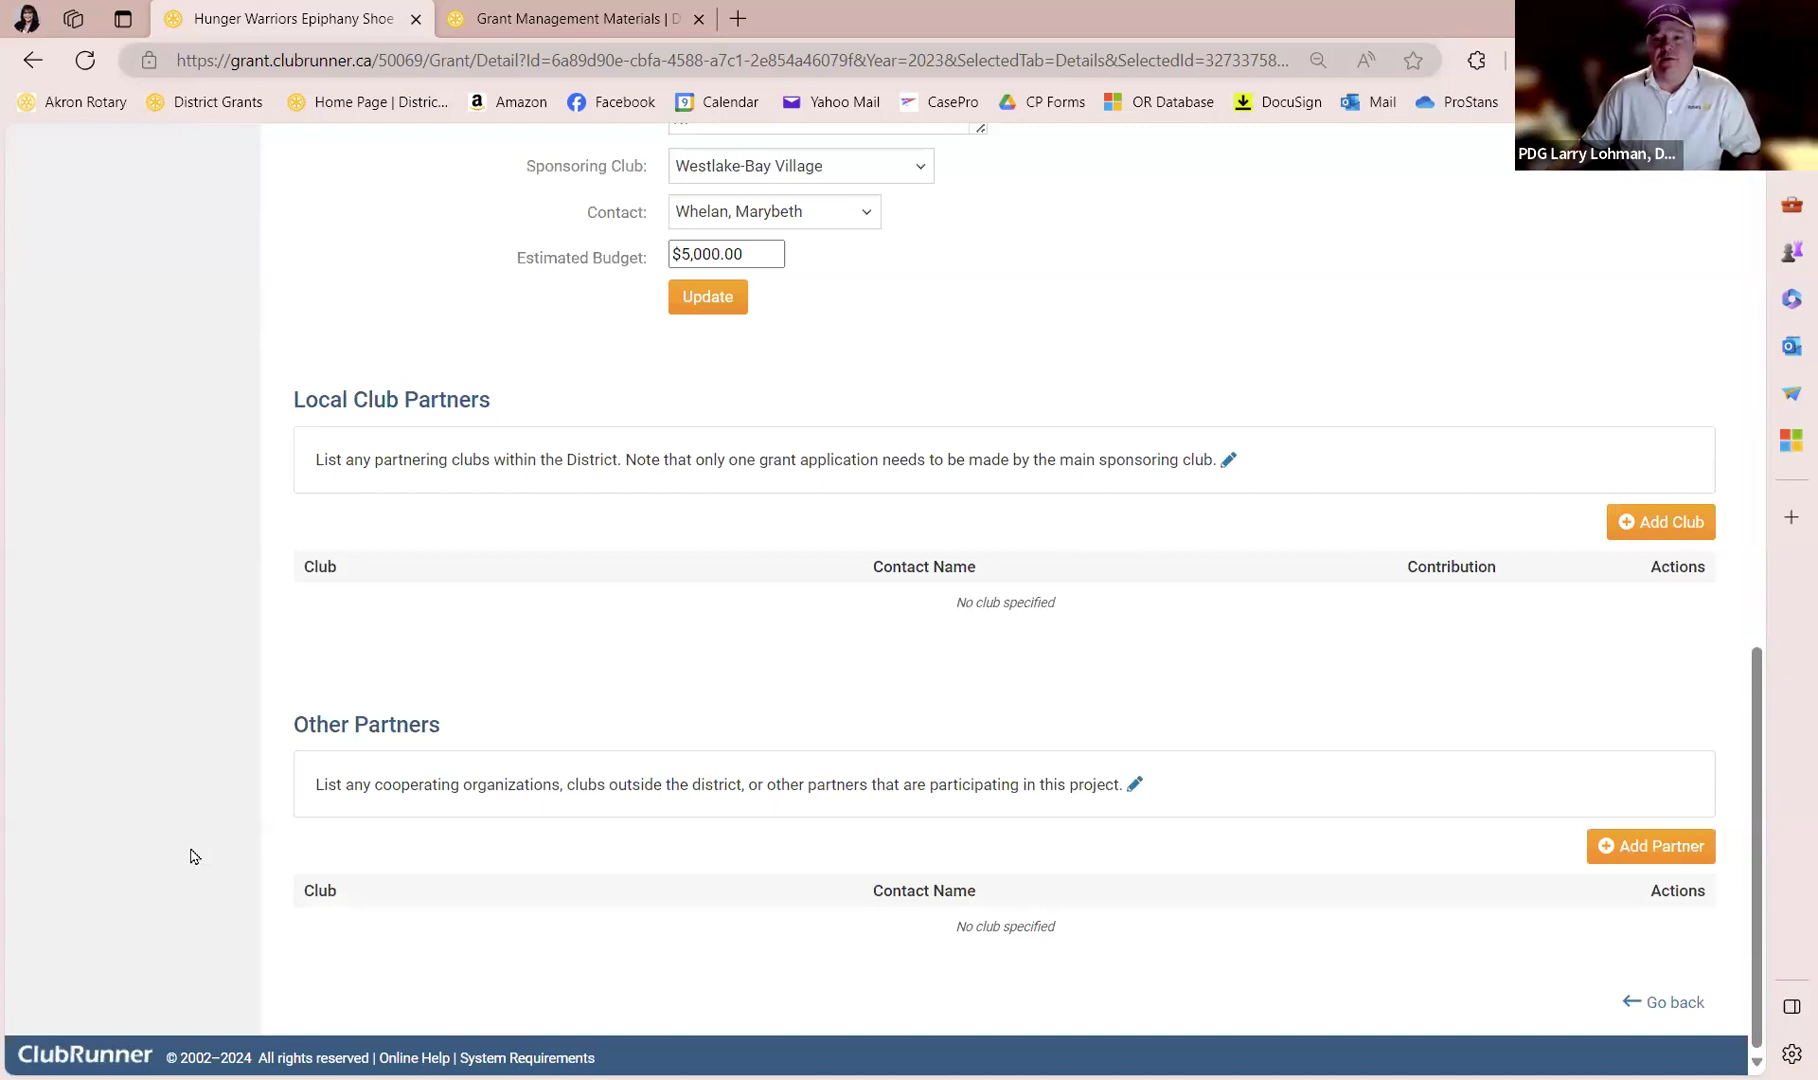 Hunger Warriors Epiphany Shoe
Grant Management Materials | D
https://grant.clubrunner.ca/50069/Grant/Detail?Id=6a89d90e-cbfa-4588-a7c1-2e854a46079f&Year=2023&SelectedTab=Details&SelectedId=32733758...
Akron Rotary District Grants Home Page | Distric... Amazon Facebook Calendar Yahoo Mail CasePro CP Forms OR Database DocuSign Mail ProStans
PDG Larry Lohman, D...
Sponsoring Club: Westlake-Bay Village
Contact: Whelan, Marybeth
Estimated Budget: $5,000.00
Update
Local Club Partners
List any partnering clubs within the District. Note that only one grant application needs to be made by the main sponsoring club.
Add Club
Club Contact Name Contribution Actions
No club specified
Other Partners
List any cooperating organizations, clubs outside the district, or other partners that are participating in this project.
Add Partner
Club Contact Name Actions
No club specified
Go back
ClubRunner © 2002–2024 All rights reserved | Online Help | System Requirements